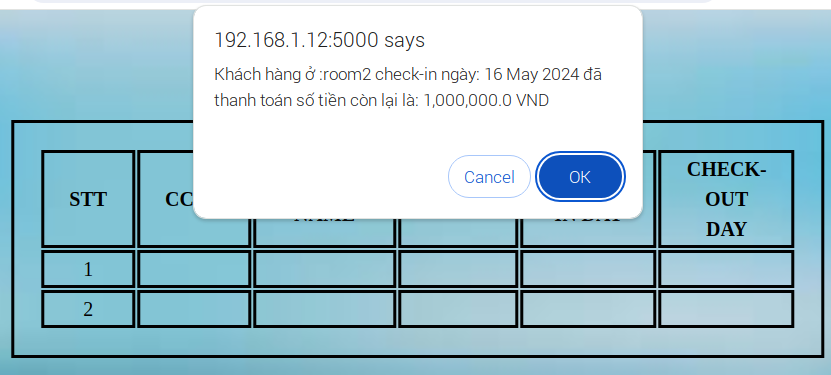 192.168.1.12:5000 says
Khách hàng ở :room2 check-in ngày: 16 May 2024 đã
thanh toán số tiền còn lại là: 1,000,000.0 VND
Cancel
OK
STT
CHECK-
OUT
DAY
1
2